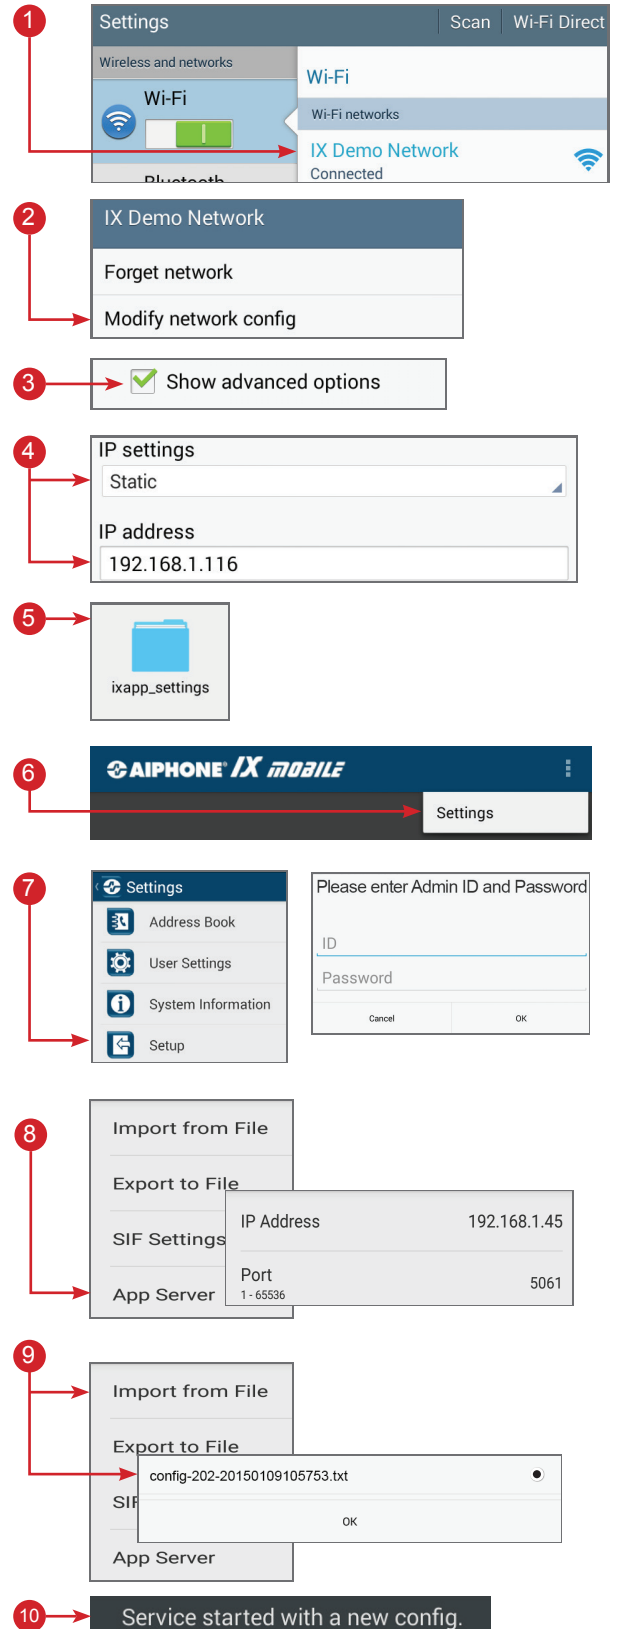 1
Settings
Scan
Wi-Fi Direct
Wireless and networks
Wi-Fi
Wi-Fi
Wi-Fi networks
IX Demo Network
Connected
Bluetooth
2
IX Demo Network
Forget network
Modify network config
3
Show advanced options
4
IP settings
Static
IP address
192.168.1.116
5
ixapp_settings
6
AIPHONE® IX MOBILE
Settings
7
Settings
Address Book
User Settings
System Information
Setup
Please enter Admin ID and Password
ID
Password
Cancel
OK
8
Import from File
Export to File
SIF Settings
App Server
IP Address
192.168.1.45
Port
1 - 65536
5061
9
Import from File
Export to File
config-202-20150109105753.txt
SIF
OK
App Server
10
Service started with a new config.